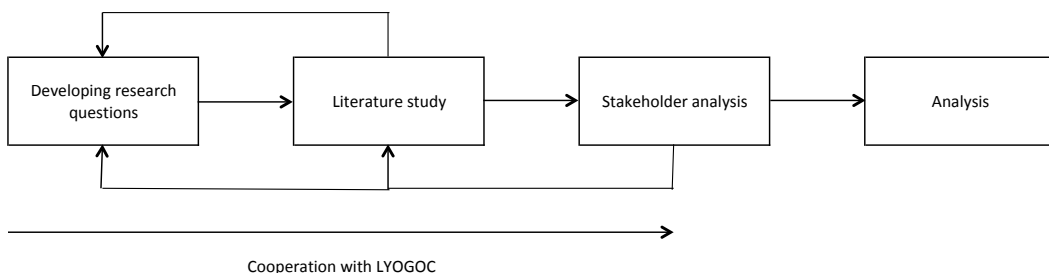 Developing research
questions
Literature study
Stakeholder analysis
Analysis
Cooperation with LYOGOC